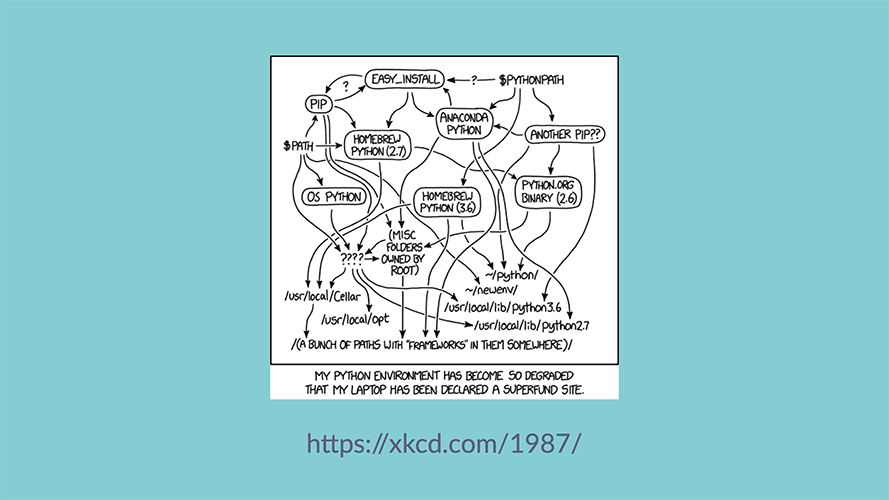 EASY_INSTALL
?
$PYTHONPATH
?
PIP
ANACONDA
PYTHON
ANOTHER PIP??
HOMEBREW
PYTHON (2.7)
$PATH
OS PYTHON
HOMEBREW
PYTHON (3.6)
PYTHON.ORG
BINARY (2.6)
(MISC
FOLDERS
OWNED BY
ROOT)
????
~/python/
~/newenv/
/usr/local/Cellar
/usr/local/lib/python3.6
/usr/local/opt
/usr/local/lib/python2.7
/(A BUNCH OF PATHS WITH "FRAMEWORKS" IN THEM SOMEWHERE)/
MY PYTHON ENVIRONMENT HAS BECOME SO DEGRADED
THAT MY LAPTOP HAS BEEN DECLARED A SUPERFUND SITE.
https://xkcd.com/1987/